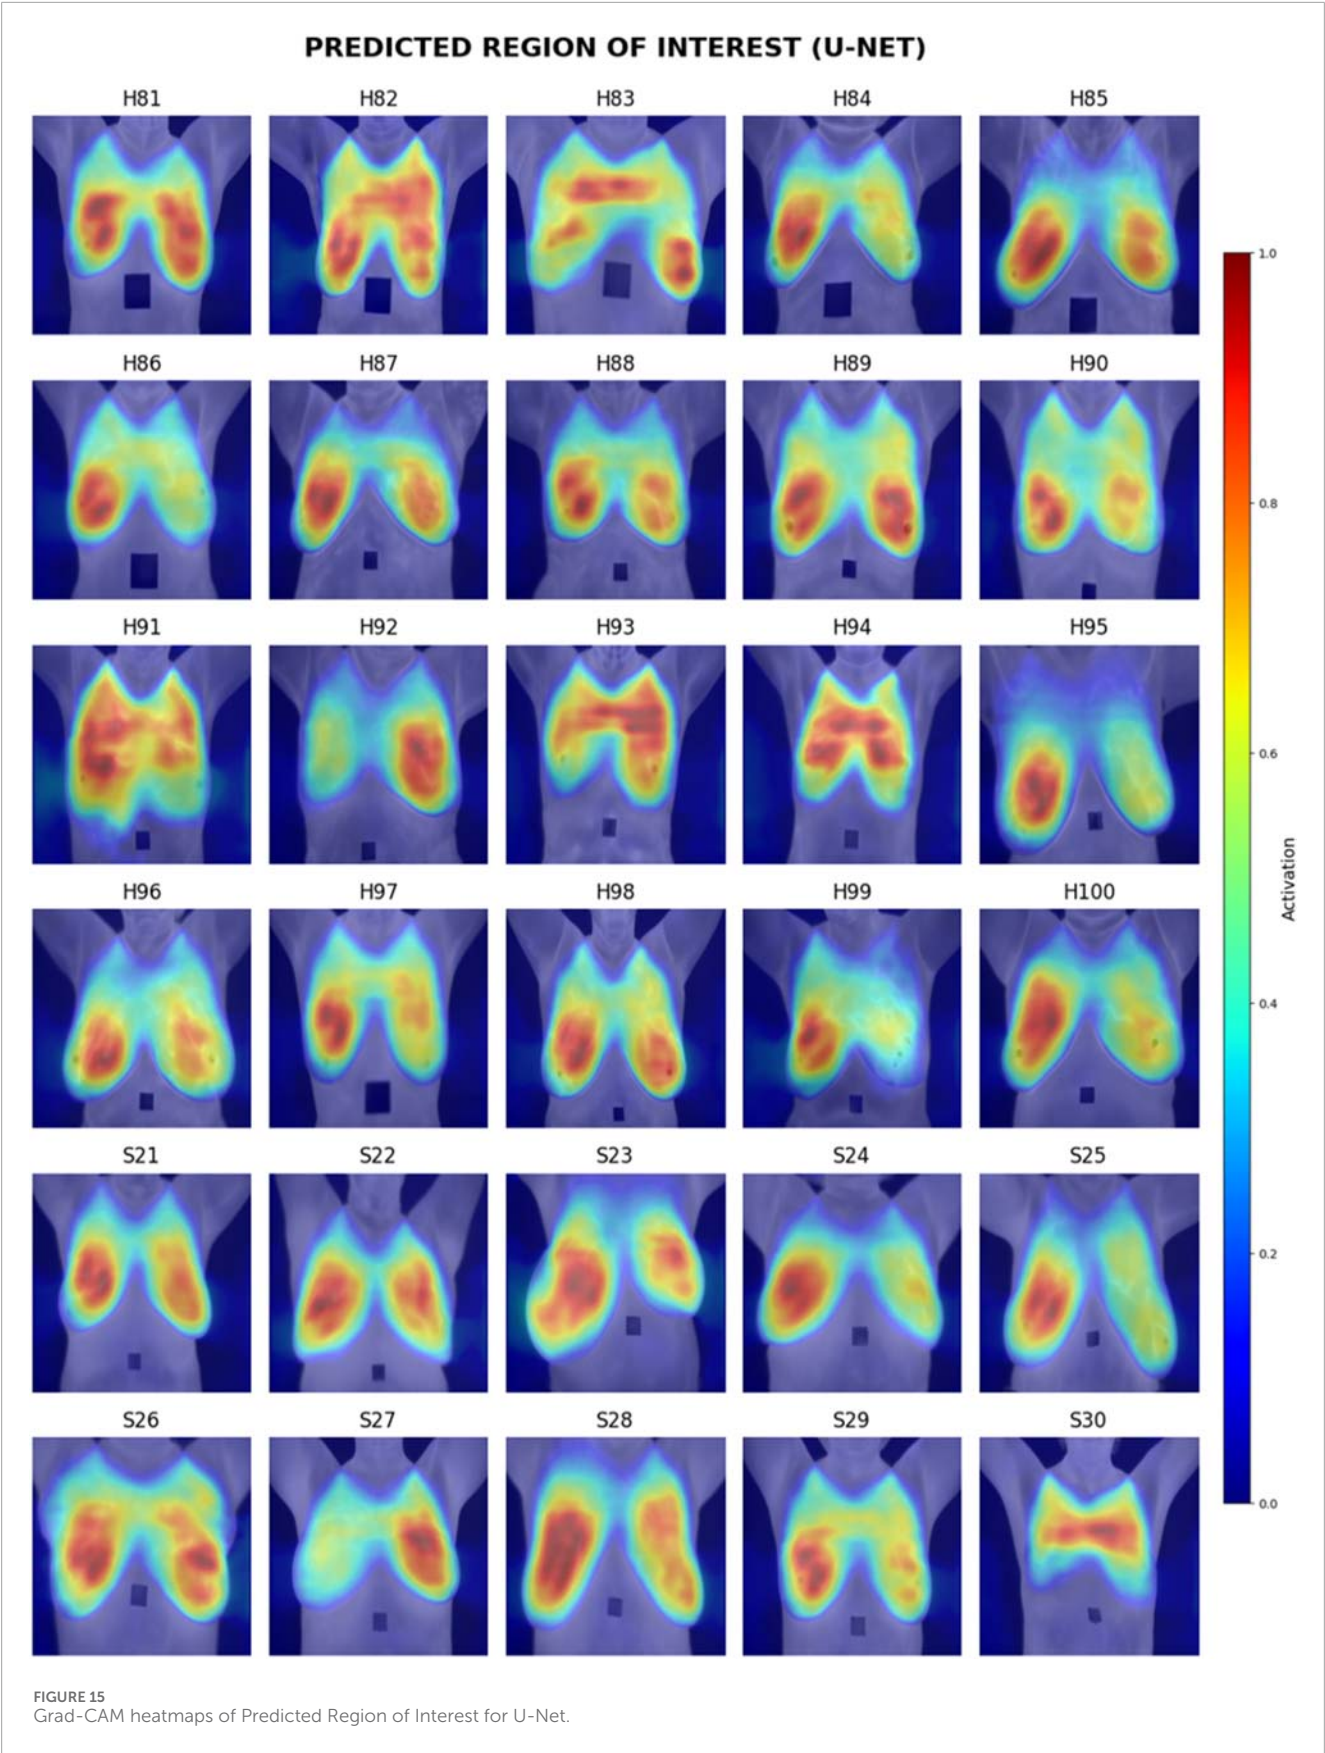 PREDICTED REGION OF INTEREST (U-NET)
H81 H82 H83 H84 H85
H86 H87 H88 H89 H90
H91 H92 H93 H94 H95
H96 H97 H98 H99 H100
S21 S22 S23 S24 S25
S26 S27 S28 S29 S30
1.0
0.8
0.6
0.4
0.2
0.0
Activation
FIGURE 15
Grad-CAM heatmaps of Predicted Region of Interest for U-Net.